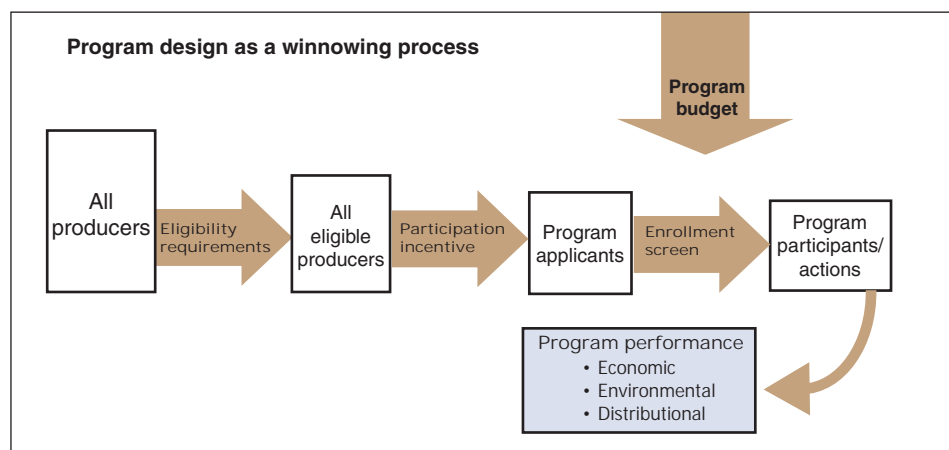 Program design as a winnowing process
Program
budget
All
producers
Eligibility
requirements
All
eligible
producers
Participation
incentive
Program
applicants
Enrollment
screen
Program
participants/
actions
Program performance
• Economic
• Environmental
• Distributional